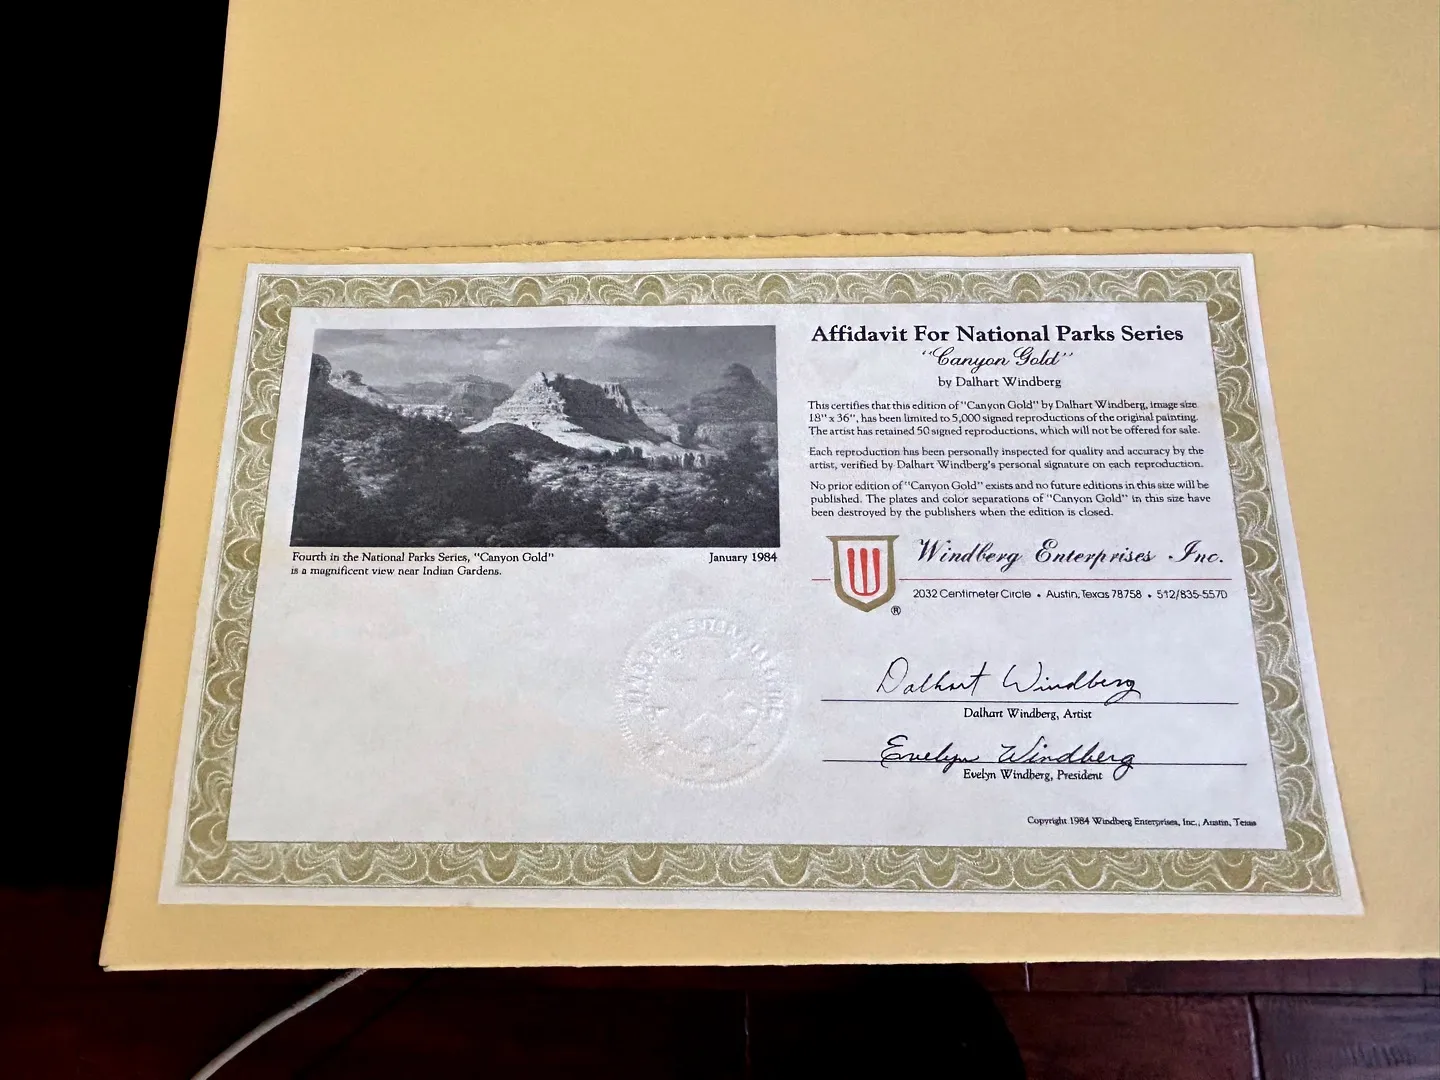 Affidavit For National Parks Series
"Canyon Gold"
by Dalhart Windberg
This certifies that this edition of "Canyon Gold" by Dalhart Windberg, image size
18" x 36", has been limited to 5,000 signed reproductions of the original painting.
The artist has retained 50 signed reproductions, which will not be offered for sale.
Each reproduction has been personally inspected for quality and accuracy by the
artist, verified by Dalhart Windberg's personal signature on each reproduction.
No prior edition of "Canyon Gold" exists and no future editions in this size will be
published. The plates and color separations of "Canyon Gold" in this size have
been destroyed by the publishers when the edition is closed.
Fourth in the National Parks Series, "Canyon Gold"
is a magnificent view near Indian Gardens.
January 1984
Windberg Enterprises Inc.
®
2032 Centimeter Circle • Austin, Texas 78758 • 512/835-5570
Dalhart Windberg
Dalhart Windberg, Artist
Evelyn Windberg
Evelyn Windberg, President
Copyright 1984 Windberg Enterprises, Inc., Austin, Texas